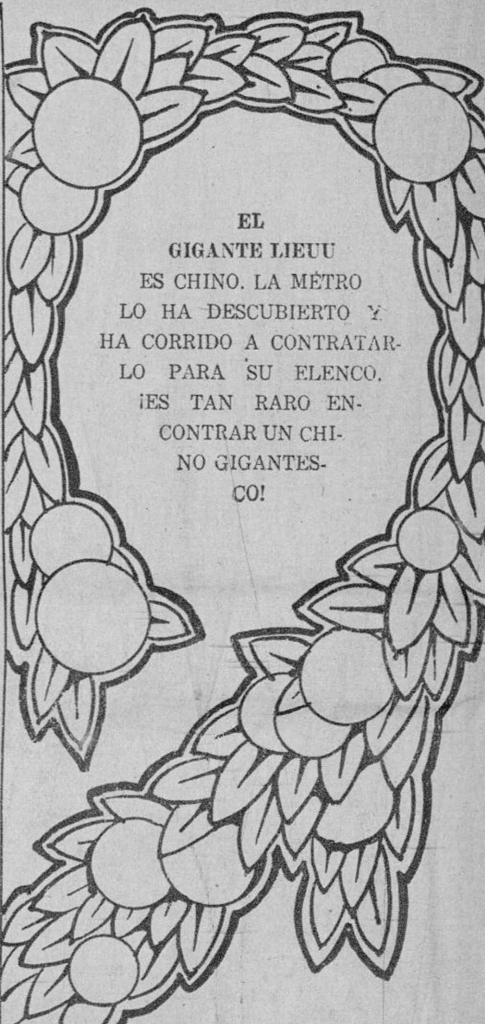 EL
GIGANTE LIEUU
ES CHINO. LA METRO
LO HA DESCUBIERTO Y
HA CORRIDO A CONTRATAR-
LO PARA SU ELENCO.
¡ES TAN RARO EN-
CONTRAR UN CHI-
NO GIGANTES-
CO!